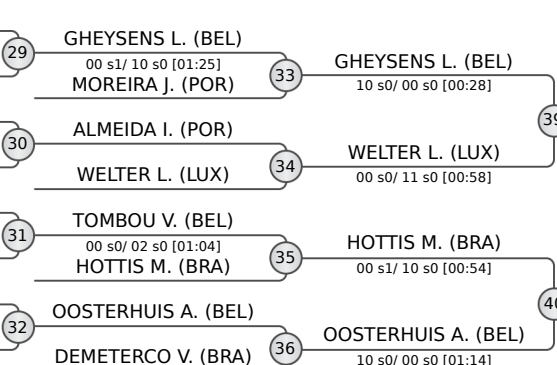 29
GHEYSENS L. (BEL)
00 s1/ 10 s0 [01:25]
MOREIRA J. (POR)
33
GHEYSENS L. (BEL)
10 s0/ 00 s0 [00:28]
39
30
ALMEIDA I. (POR)
WELTER L. (LUX)
34
WELTER L. (LUX)
00 s0/ 11 s0 [00:58]
31
TOMBOU V. (BEL)
00 s0/ 02 s0 [01:04]
HOTTIS M. (BRA)
35
HOTTIS M. (BRA)
00 s1/ 10 s0 [00:54]
40
32
OOSTERHUIS A. (BEL)
DEMETERCO V. (BRA)
36
OOSTERHUIS A. (BEL)
10 s0/ 00 s0 [01:14]